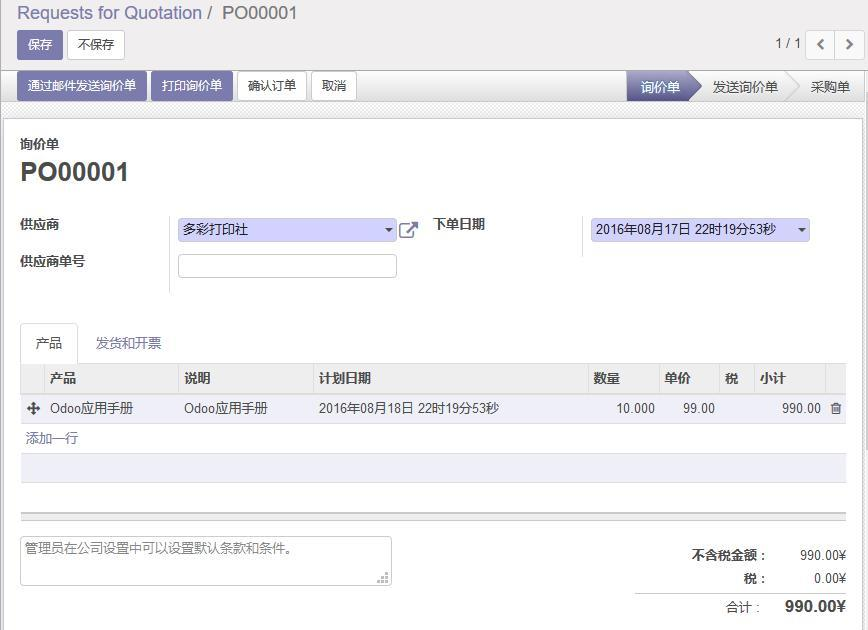 Requests for Quotation / PO00001
保存 不保存 1 / 1
通过邮件发送询价单 打印询价单 确认订单 取消 询价单 发送询价单 采购单
询价单
PO00001
供应商 多彩打印社 下单日期 2016年08月17日 22时19分53秒
供应商单号
产品 发货和开票
产品 说明 计划日期 数量 单价 税 小计
Odoo应用手册 Odoo应用手册 2016年08月18日 22时19分53秒 10.000 99.00 990.00
添加一行
管理员在公司设置中可以设置默认条款和条件。
不含税金额： 990.00¥
税： 0.00¥
合计： 990.00¥